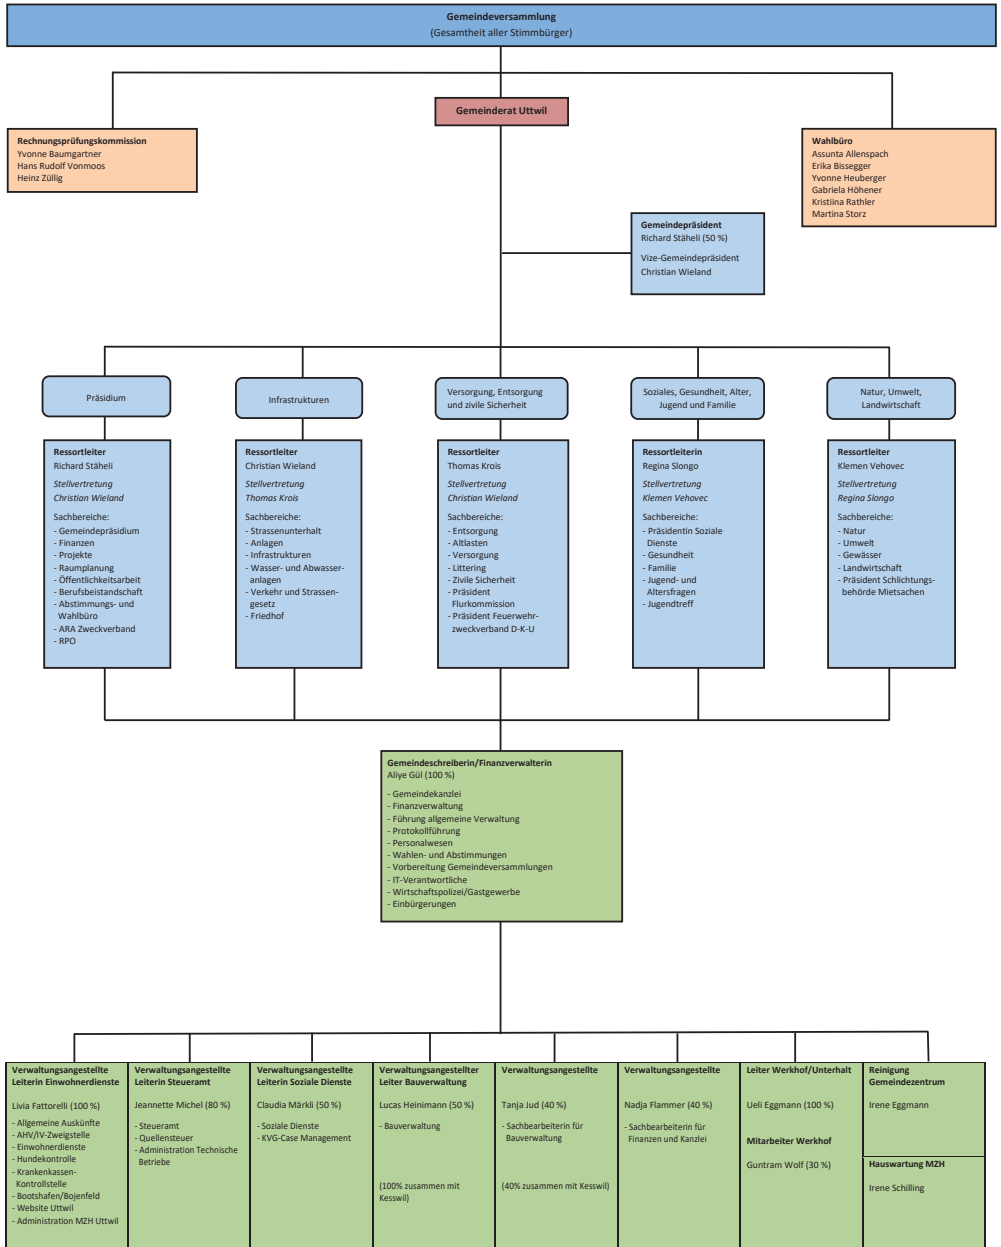 Gemeindeversammlung
(Gesamtheit aller Stimmbürger)
Gemeinderat Uttwil
Rechnungsprüfungskommission
Yvonne Baumgartner
Hans Rudolf Vonmoos
Heinz Züllig
Wahlbüro
Assunta Allenspach
Erika Bissegger
Yvonne Heuberger
Gabriela Höhener
Kristiina Rathler
Martina Storz
Gemeindepräsident
Richard Stäheli (50 %)
Vize-Gemeindepräsident
Christian Wieland
Präsidium
Infrastrukturen
Versorgung, Entsorgung
und zivile Sicherheit
Soziales, Gesundheit, Alter,
Jugend und Familie
Natur, Umwelt,
Landwirtschaft
Ressortleiter
Richard Stäheli
Stellvertretung
Christian Wieland
Sachbereiche:
- Gemeindepräsidium
- Finanzen
- Projekte
- Raumplanung
- Öffentlichkeitsarbeit
- Berufsbeistandschaft
- Abstimmungs- und
Wahlbüro
- ARA Zweckverband
- RPO
Ressortleiter
Christian Wieland
Stellvertretung
Thomas Krois
Sachbereiche:
- Strassenunterhalt
- Anlagen
- Infrastrukturen
- Wasser- und Abwasser-
anlagen
- Verkehr und Strassen-
gesetz
- Friedhof
Ressortleiter
Thomas Krois
Stellvertretung
Christian Wieland
Sachbereiche:
- Entsorgung
- Altlasten
- Versorgung
- Littering
- Zivile Sicherheit
- Präsident
Flurkommission
- Präsident Feuerwehr-
zweckverband D-K-U
Ressortleiterin
Regina Slongo
Stellvertretung
Klemen Vehovec
Sachbereiche:
- Präsidentin Soziale
Dienste
- Gesundheit
- Familie
- Jugend- und
Altersfragen
- Jugendtreff
Ressortleiter
Klemen Vehovec
Stellvertretung
Regina Slongo
Sachbereiche:
- Natur
- Umwelt
- Gewässer
- Landwirtschaft
- Präsident Schlichtungs-
behörde Mietsachen
Gemeindeschreiberin/Finanzverwalterin
Aliye Gül (100 %)
- Gemeindekanzlei
- Finanzverwaltung
- Führung allgemeine Verwaltung
- Protokollführung
- Personalwesen
- Wahlen- und Abstimmungen
- Vorbereitung Gemeindeversammlungen
- IT-Verantwortliche
- Wirtschaftspolizei/Gastgewerbe
- Einbürgerungen
Verwaltungsangestellte
Leiterin Einwohnerdienste
Livia Fattorelli (100 %)
- Allgemeine Auskünfte
- AHV/IV-Zweigstelle
- Einwohnerdienste
- Hundekontrolle
- Krankenkassen-
Kontrollstelle
- Bootshafen/Bojenfeld
- Website Uttwil
- Administration MZH Uttwil
Verwaltungsangestellte
Leiterin Steueramt
Jeannette Michel (80 %)
- Steueramt
- Quellensteuer
- Administration Technische
Betriebe
Verwaltungsangestellte
Leiterin Soziale Dienste
Claudia Märkli (50 %)
- Soziale Dienste
- KVG-Case Management
Verwaltungsangestellter
Leiter Bauverwaltung
Lucas Heinimann (50 %)
- Bauverwaltung
(100% zusammen mit
Kesswil)
Verwaltungsangestellte
Tanja Jud (40 %)
- Sachbearbeiterin für
Bauverwaltung
(40% zusammen mit Kesswil)
Verwaltungsangestellte
Nadja Flammer (40 %)
- Sachbearbeiterin für
Finanzen und Kanzlei
Leiter Werkhof/Unterhalt
Ueli Eggmann (100 %)
Mitarbeiter Werkhof
Guntram Wolf (30 %)
Reinigung
Gemeindezentrum
Irene Eggmann
Hauswartung MZH
Irene Schilling